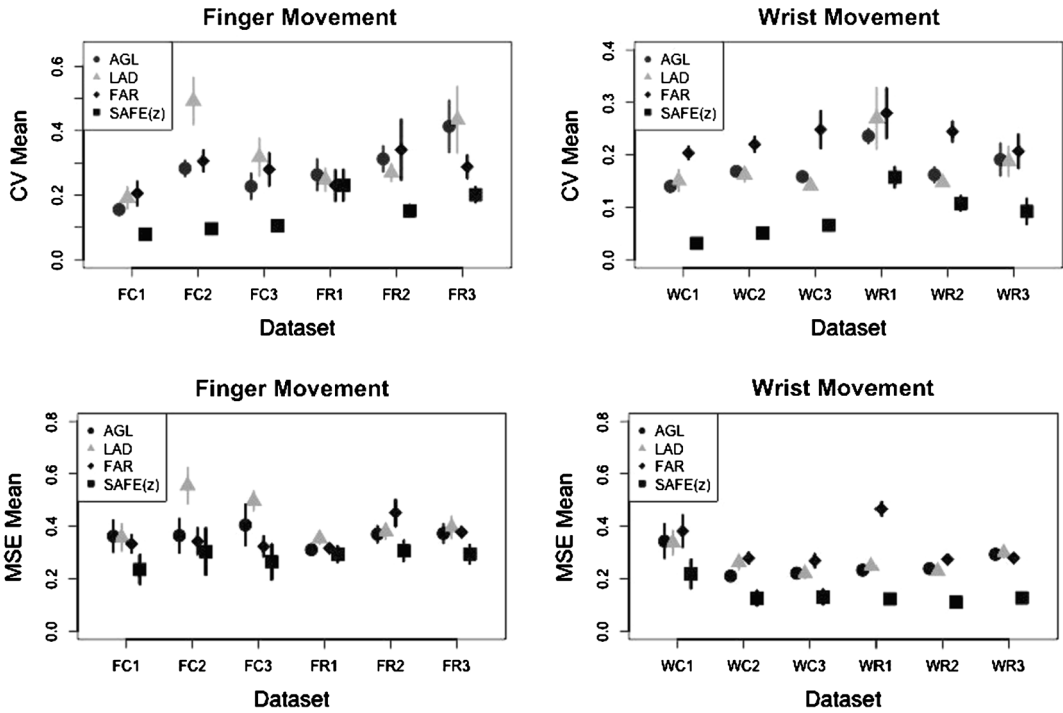 Finger Movement
AGL
LAD
FAR
SAFE(z)
CV Mean
0.6
0.4
0.2
0.0
FC1 FC2 FC3 FR1 FR2 FR3
Dataset
Wrist Movement
AGL
LAD
FAR
SAFE(z)
CV Mean
0.4
0.3
0.2
0.1
0.0
WC1 WC2 WC3 WR1 WR2 WR3
Dataset
Finger Movement
AGL
LAD
FAR
SAFE(z)
MSE Mean
0.8
0.6
0.4
0.2
0.0
FC1 FC2 FC3 FR1 FR2 FR3
Dataset
Wrist Movement
AGL
LAD
FAR
SAFE(z)
MSE Mean
0.8
0.6
0.4
0.2
0.0
WC1 WC2 WC3 WR1 WR2 WR3
Dataset